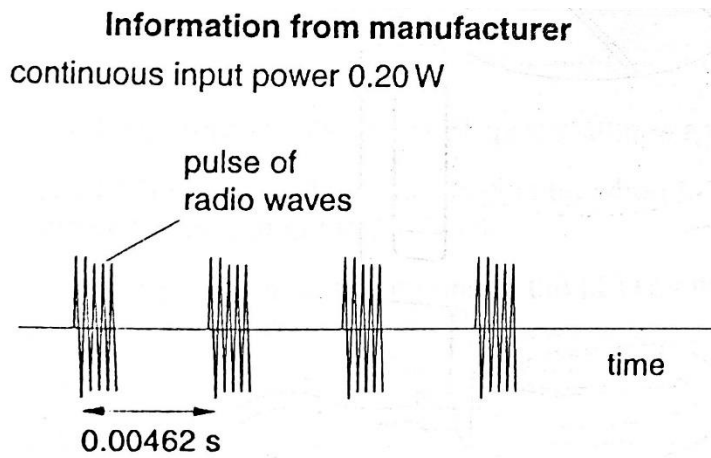 Information from manufacturer
continuous input power 0.20 W
pulse of
radio waves
time
0.00462 s